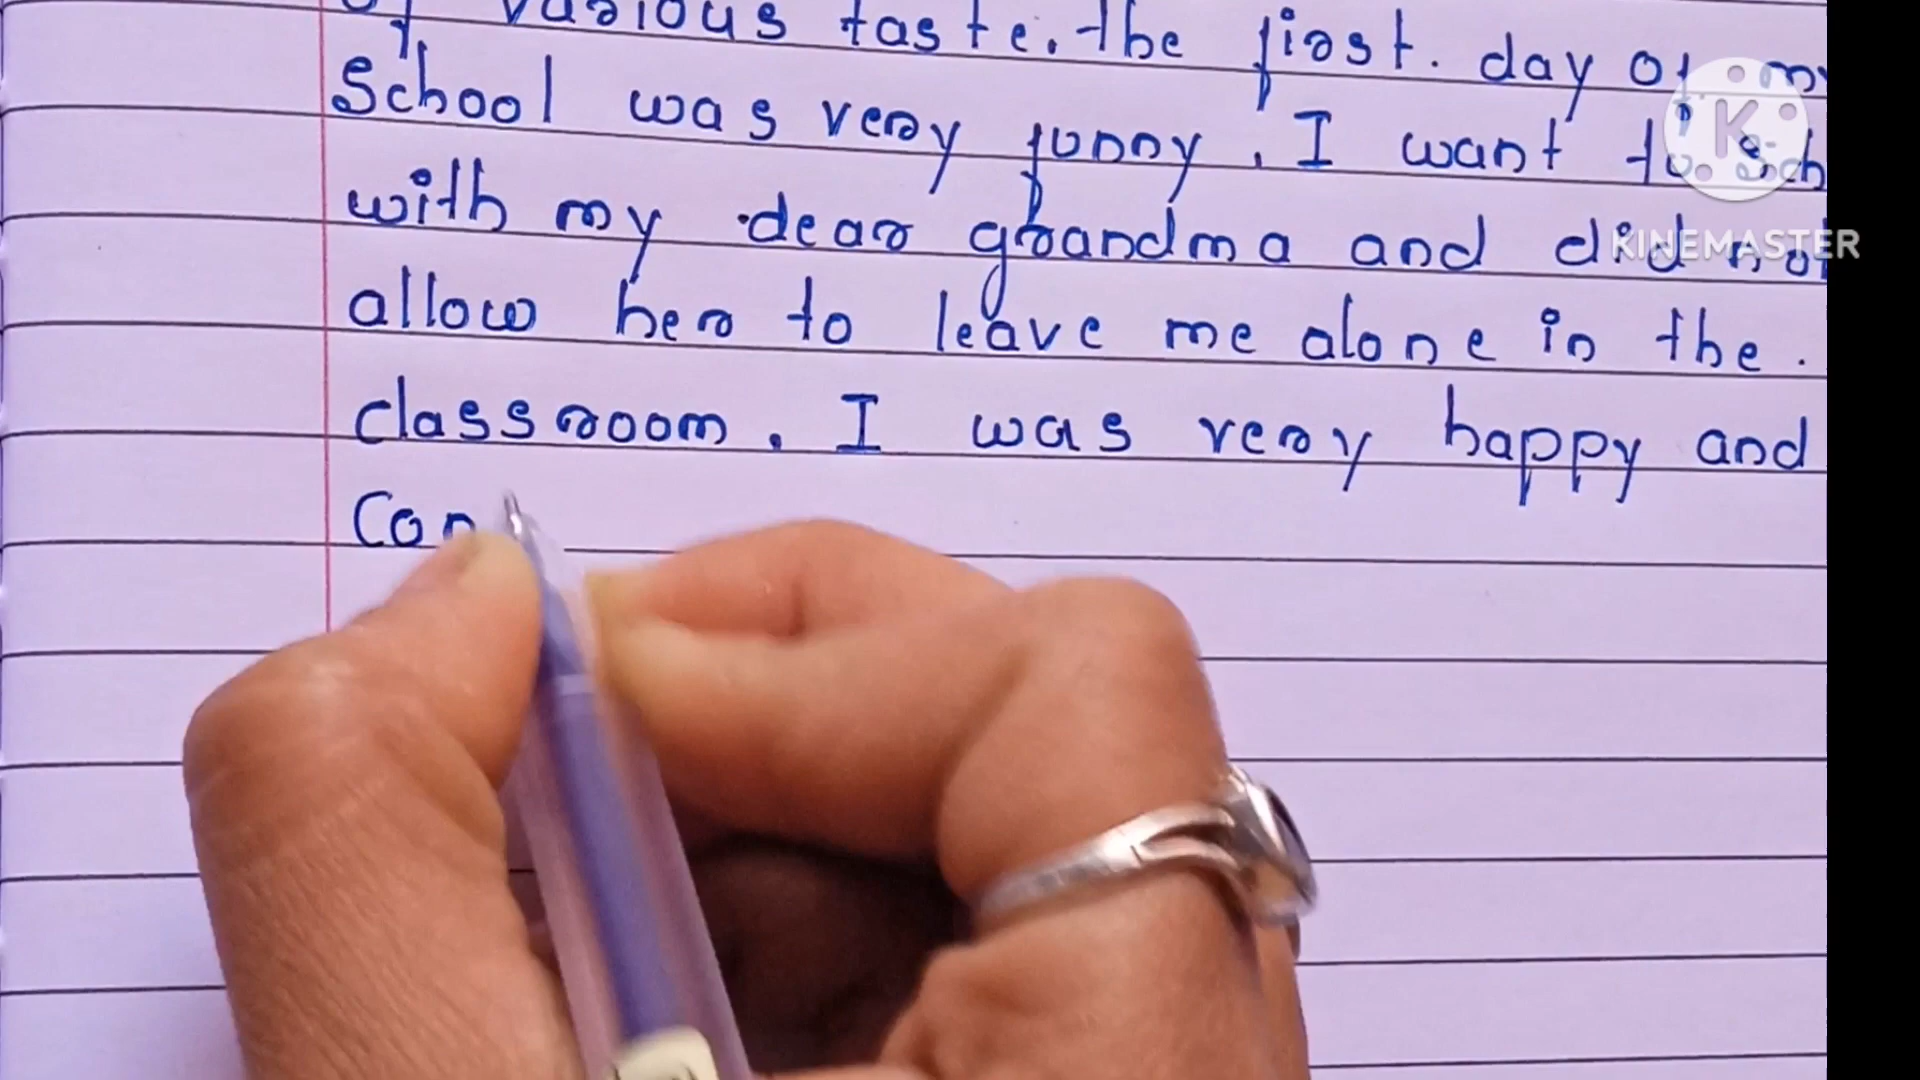 of various taste. the first. day of my
School was very funny. I want to sch
with my dear grandma and did not
allow her to leave me alone in the.
classroom. I was very happy and
Con
KINEMASTER